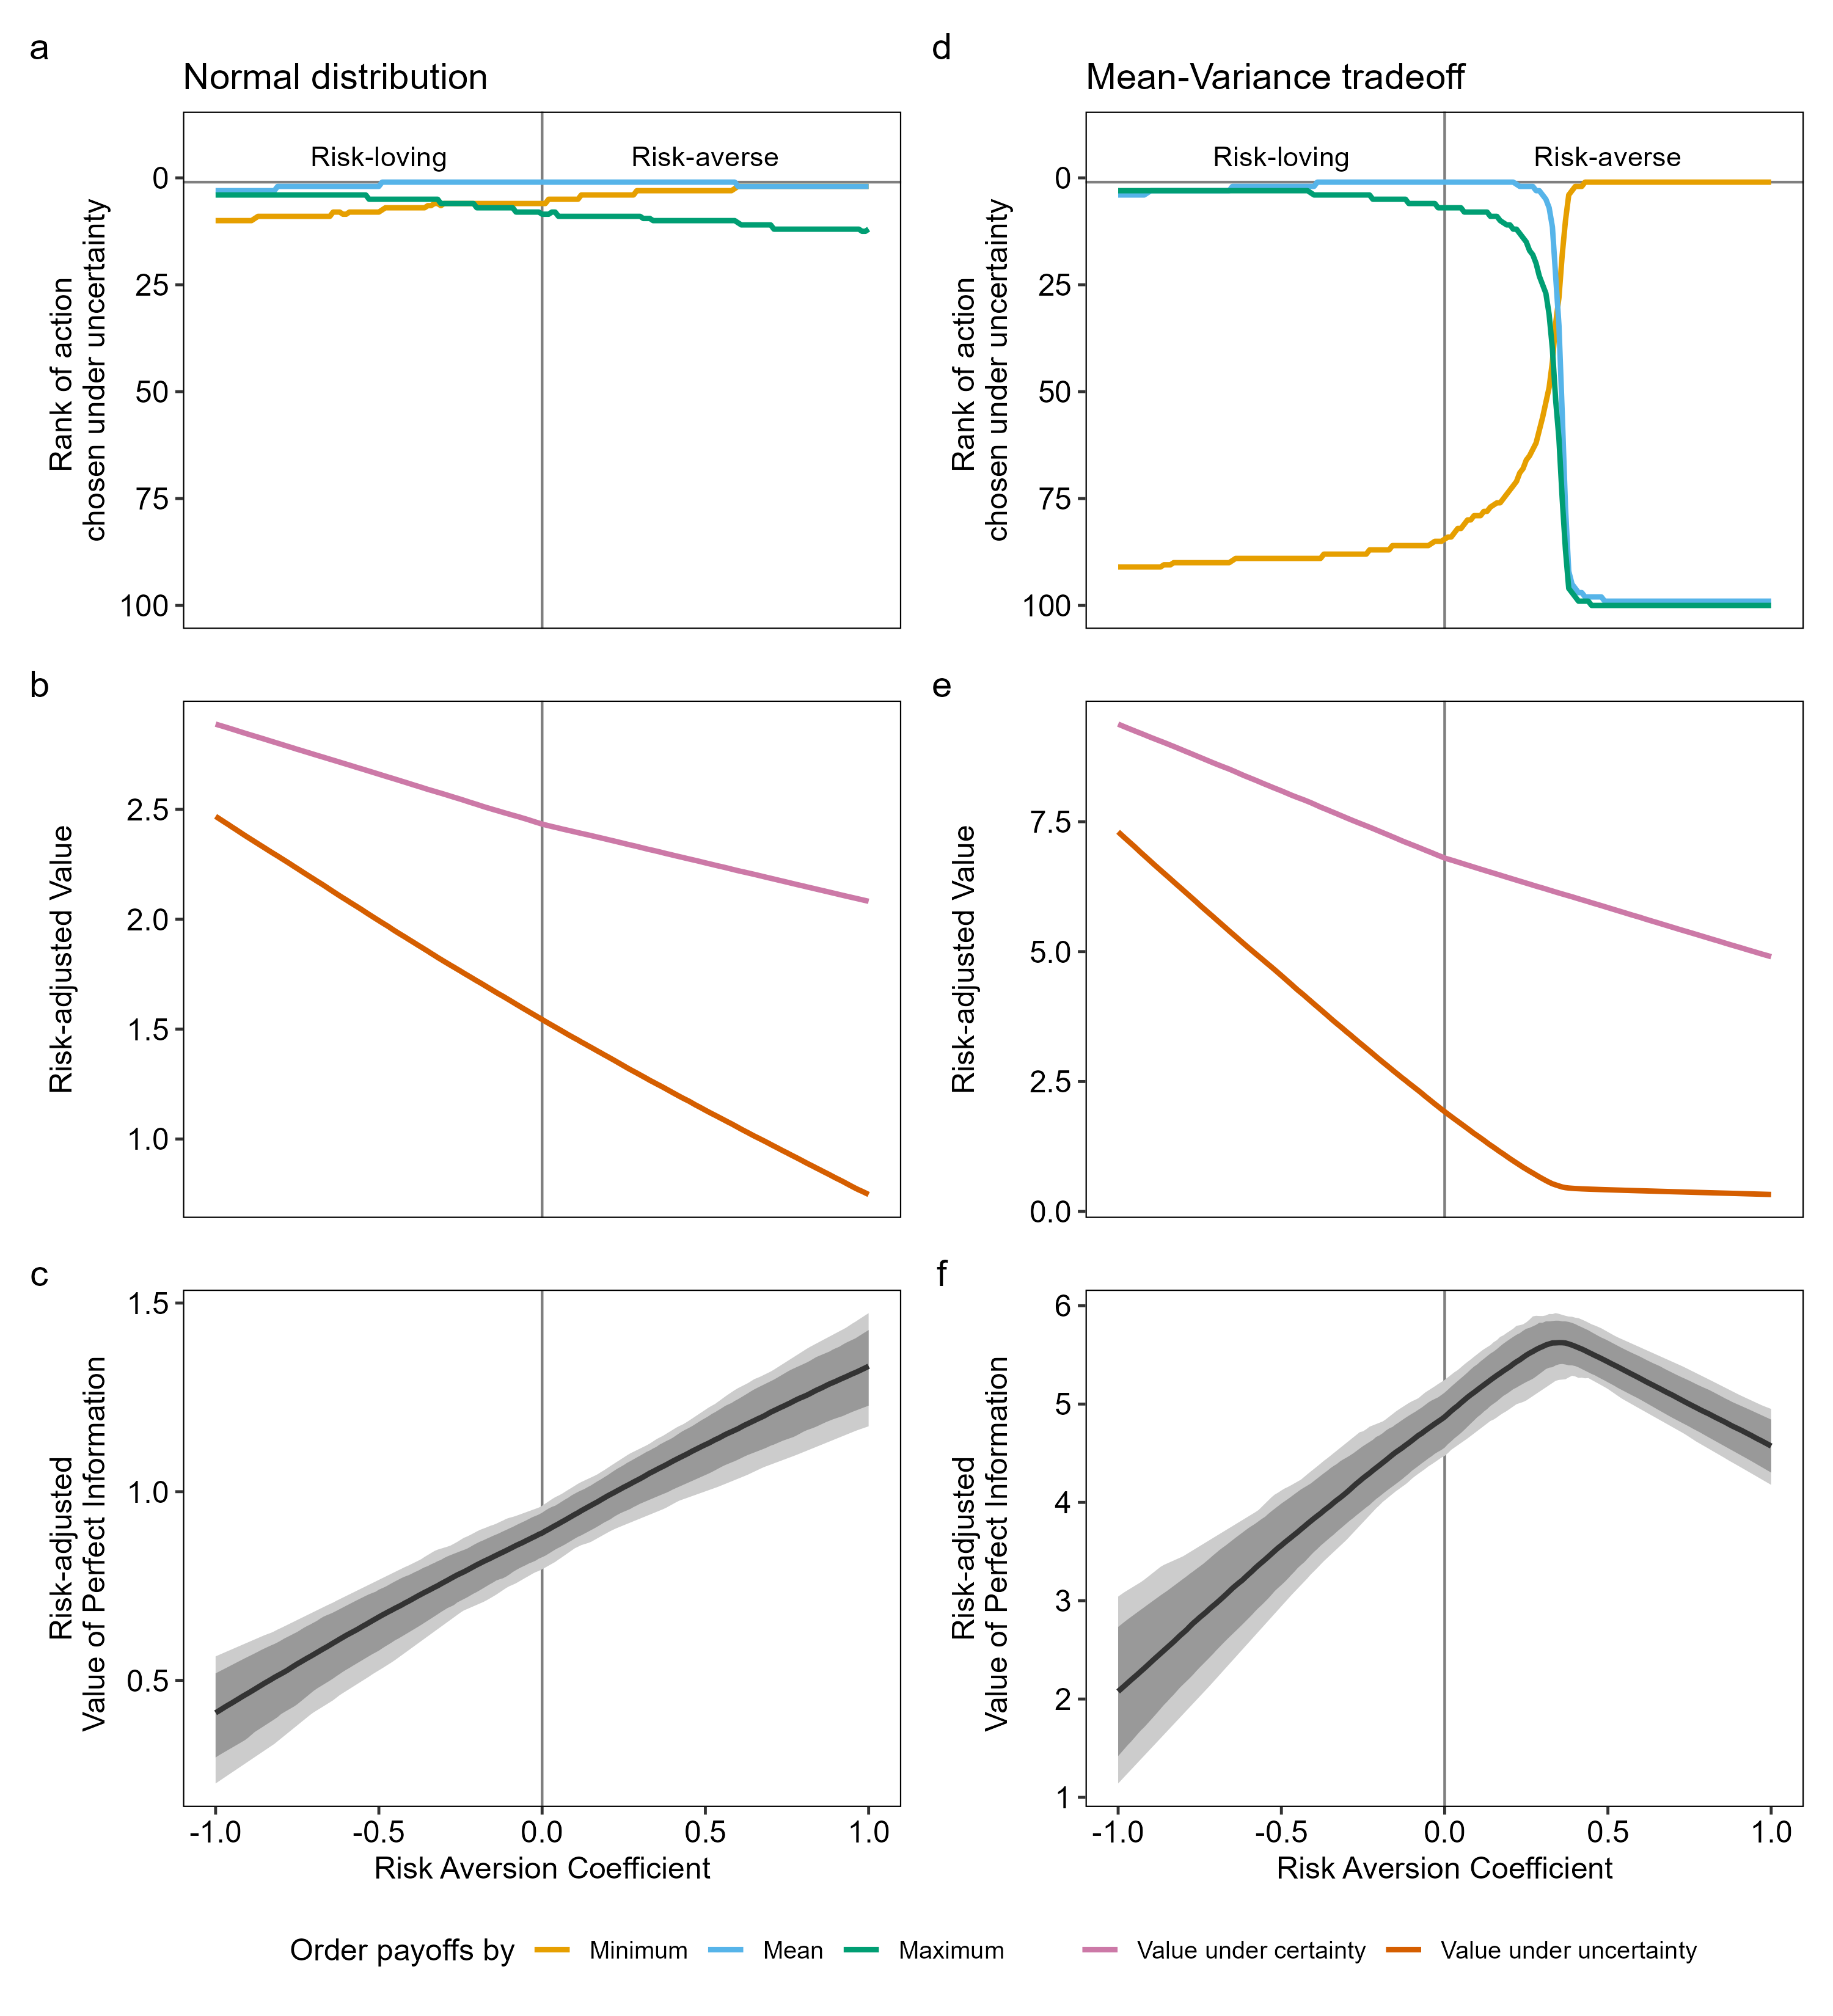 a
Normal distribution
Risk-loving
Risk-averse
0
25
50
75
100
Rank of action
chosen under uncertainty
d
Mean-Variance tradeoff
Risk-loving
Risk-averse
0
25
50
75
100
Rank of action
chosen under uncertainty
b
2.5
2.0
1.5
1.0
Risk-adjusted Value
e
7.5
5.0
2.5
0.0
Risk-adjusted Value
c
1.5
1.0
0.5
Risk-adjusted
Value of Perfect Information
-1.0 -0.5 0.0 0.5 1.0
Risk Aversion Coefficient
f
6
5
4
3
2
1
Risk-adjusted
Value of Perfect Information
-1.0 -0.5 0.0 0.5 1.0
Risk Aversion Coefficient
Order payoffs by Minimum Mean Maximum Value under certainty Value under uncertainty